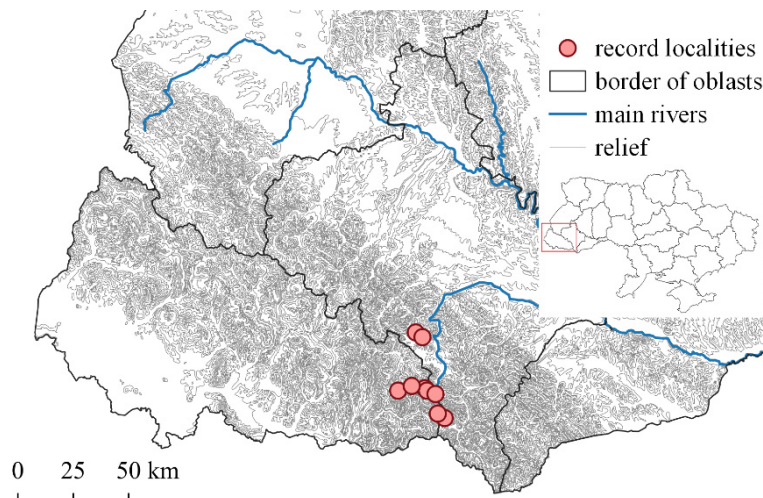 record localities
border of oblasts
main rivers
relief
0 25 50 km